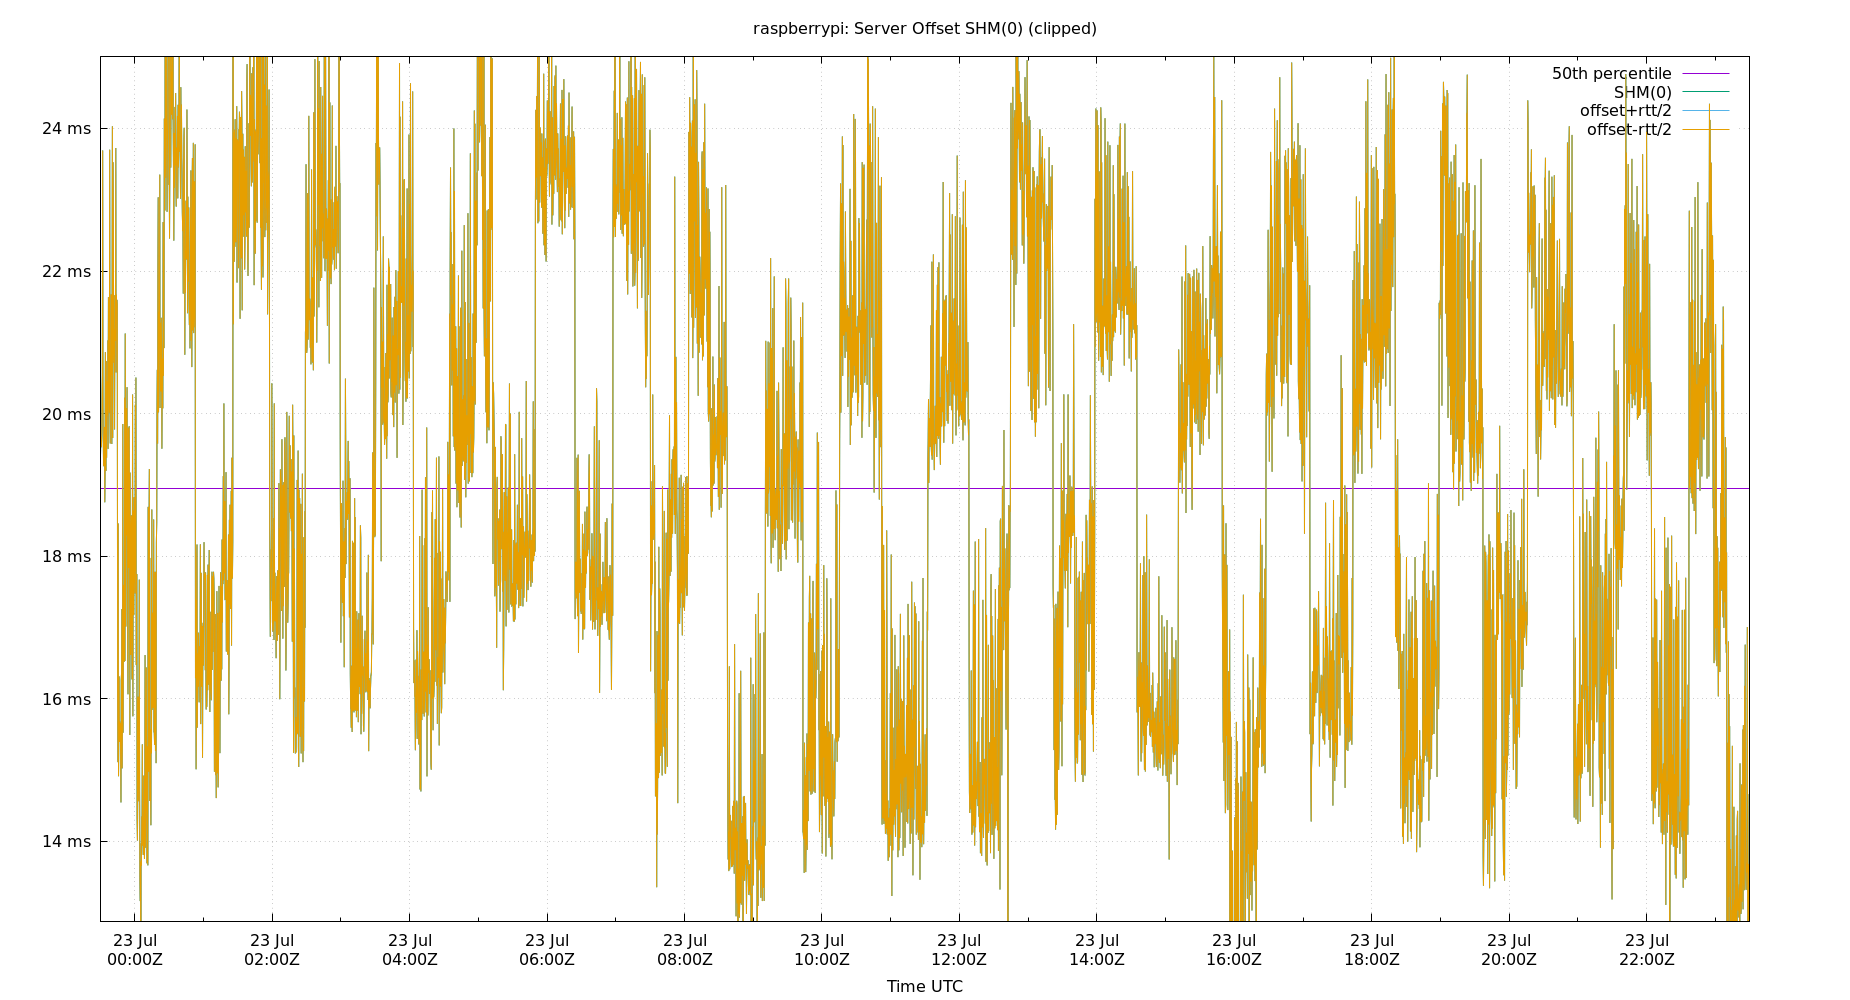 raspberrypi: Server Offset SHM(0) (clipped)
50th percentile
SHM(0)
offset+rtt/2
offset-rtt/2
24 ms
22 ms
20 ms
18 ms
16 ms
14 ms
23 Jul 23 Jul 23 Jul 23 Jul 23 Jul 23 Jul 23 Jul 23 Jul 23 Jul 23 Jul 23 Jul 23 Jul
00:00Z 02:00Z 04:00Z 06:00Z 08:00Z 10:00Z 12:00Z 14:00Z 16:00Z 18:00Z 20:00Z 22:00Z
Time UTC